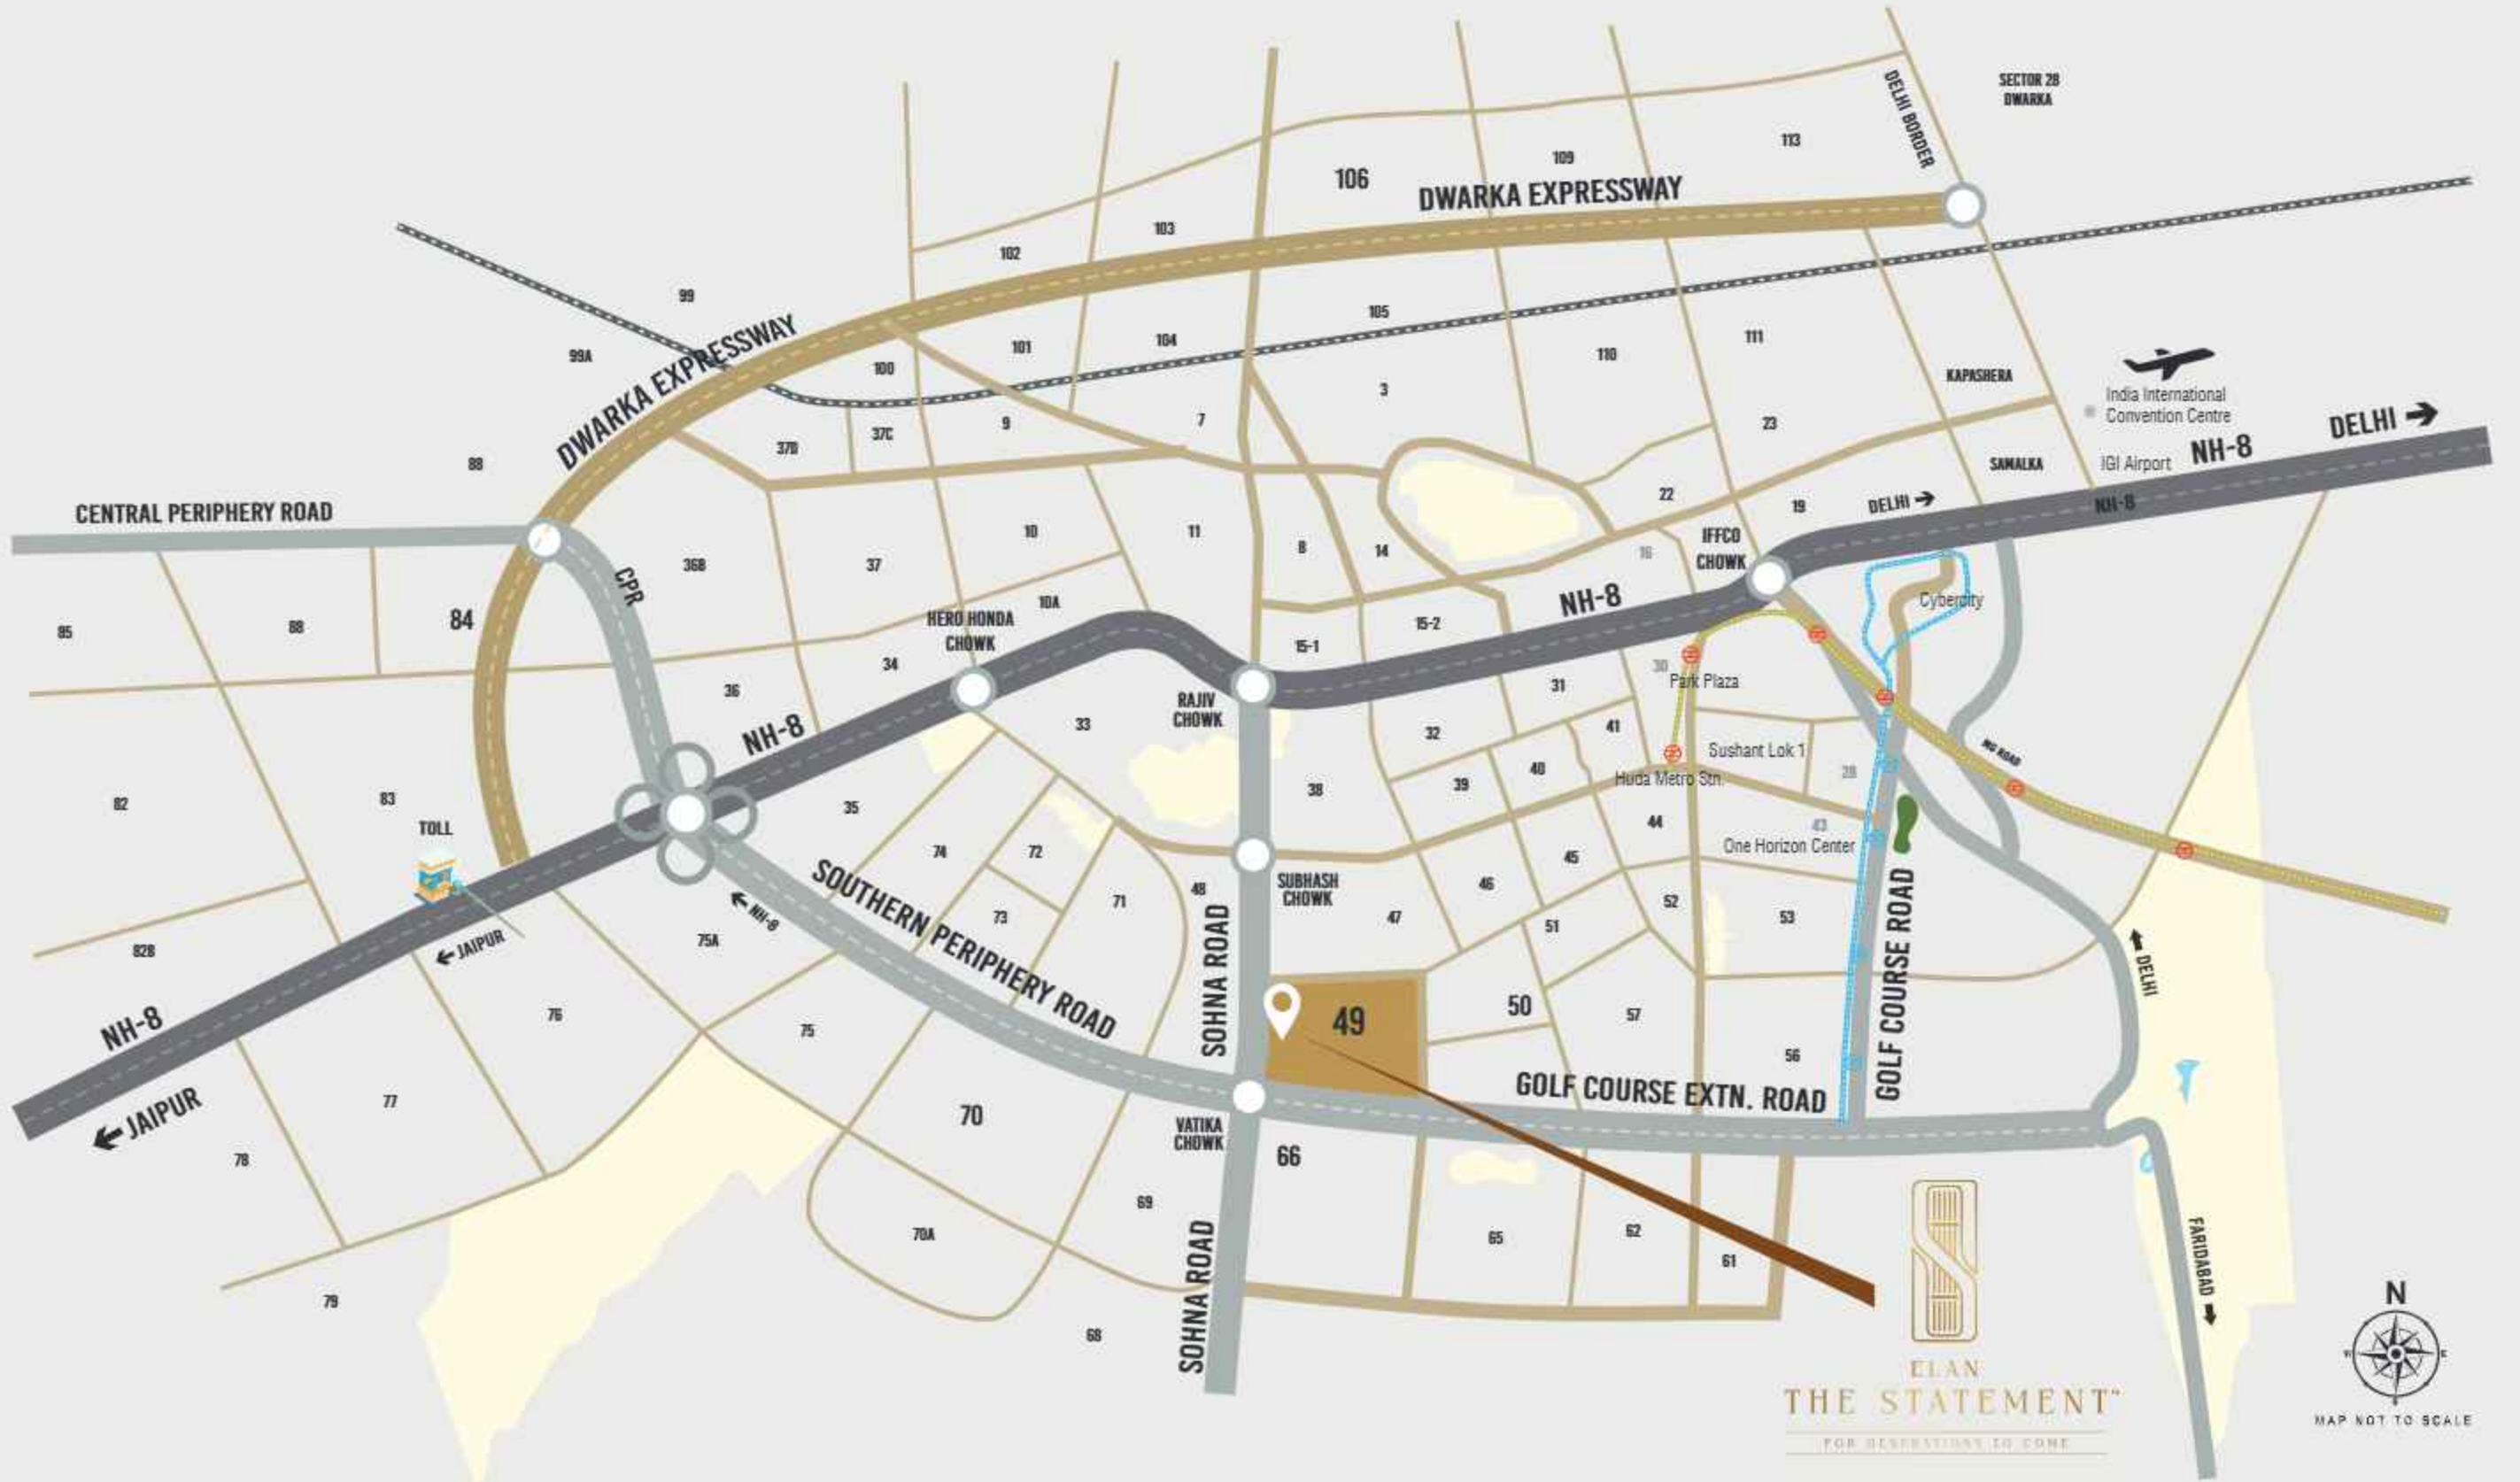 SECTOR 28
DWARKA
DELHI BORDER
113
109
106
DWARKA EXPRESSWAY
103
102
99
105
111
104
101
110
99A
100
DWARKA EXPRESSWAY
KAPASHERA
3
India International
Convention Centre
DELHI
7
9
23
37C
37D
NH-8
88
SAMALKA
IGI Airport
22
19
DELHI
NH-8
CENTRAL PERIPHERY ROAD
10
11
8
14
16
IFFCO
CHOWK
36B
37
CPR
NH-8
Cybercity
10A
HERO HONDA
CHOWK
84
88
85
15-2
15-1
34
30
Park Plaza
31
36
RAJIV
CHOWK
33
32
41
NH-8
Sushant Lok 1
MG ROAD
40
28
Huda Metro Stn.
39
38
82
83
35
TOLL
44
43
One Horizon Center
74
72
45
SUBHASH
CHOWK
46
48
71
SOUTHERN PERIPHERY ROAD
NH-8
73
47
52
53
51
75A
JAIPUR
82B
GOLF COURSE ROAD
SOHNA ROAD
DELHI
49
50
57
76
75
NH-8
56
GOLF COURSE EXTN. ROAD
77
JAIPUR
70
VATIKA
CHOWK
66
78
69
70A
65
62
61
SOHNA ROAD
FARIDABAD
79
68
N
ELAN
THE STATEMENT™
FOR GENERATIONS TO COME
MAP NOT TO SCALE